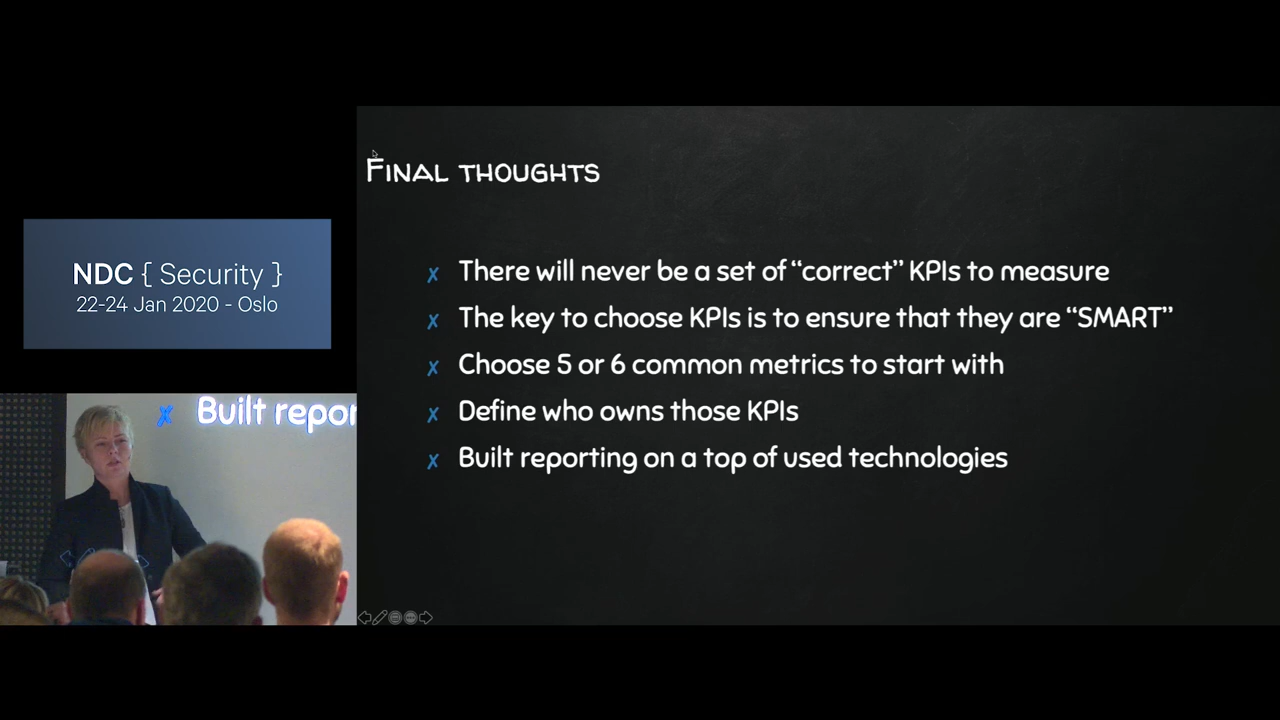 NDC { Security }
22-24 Jan 2020 - Oslo
Final thoughts
x There will never be a set of “correct” KPIs to measure
x The key to choose KPIs is to ensure that they are “SMART”
x Choose 5 or 6 common metrics to start with
x Define who owns those KPIs
x Built reporting on a top of used technologies
x Built repor